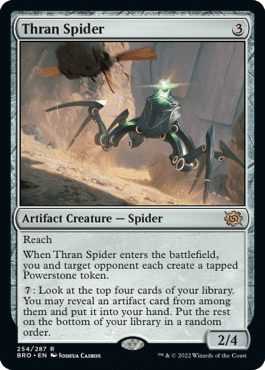 Thran Spider 3
Artifact Creature — Spider
Reach
When Thran Spider enters the battlefield,
you and target opponent each create a tapped
Powerstone token.
7: Look at the top four cards of your library.
You may reveal an artifact card from among
them and put it into your hand. Put the rest
on the bottom of your library in a random
order.
2/4
254/287 R
BRO • EN Joshua Cairos
™ & © 2022 Wizards of the Coast